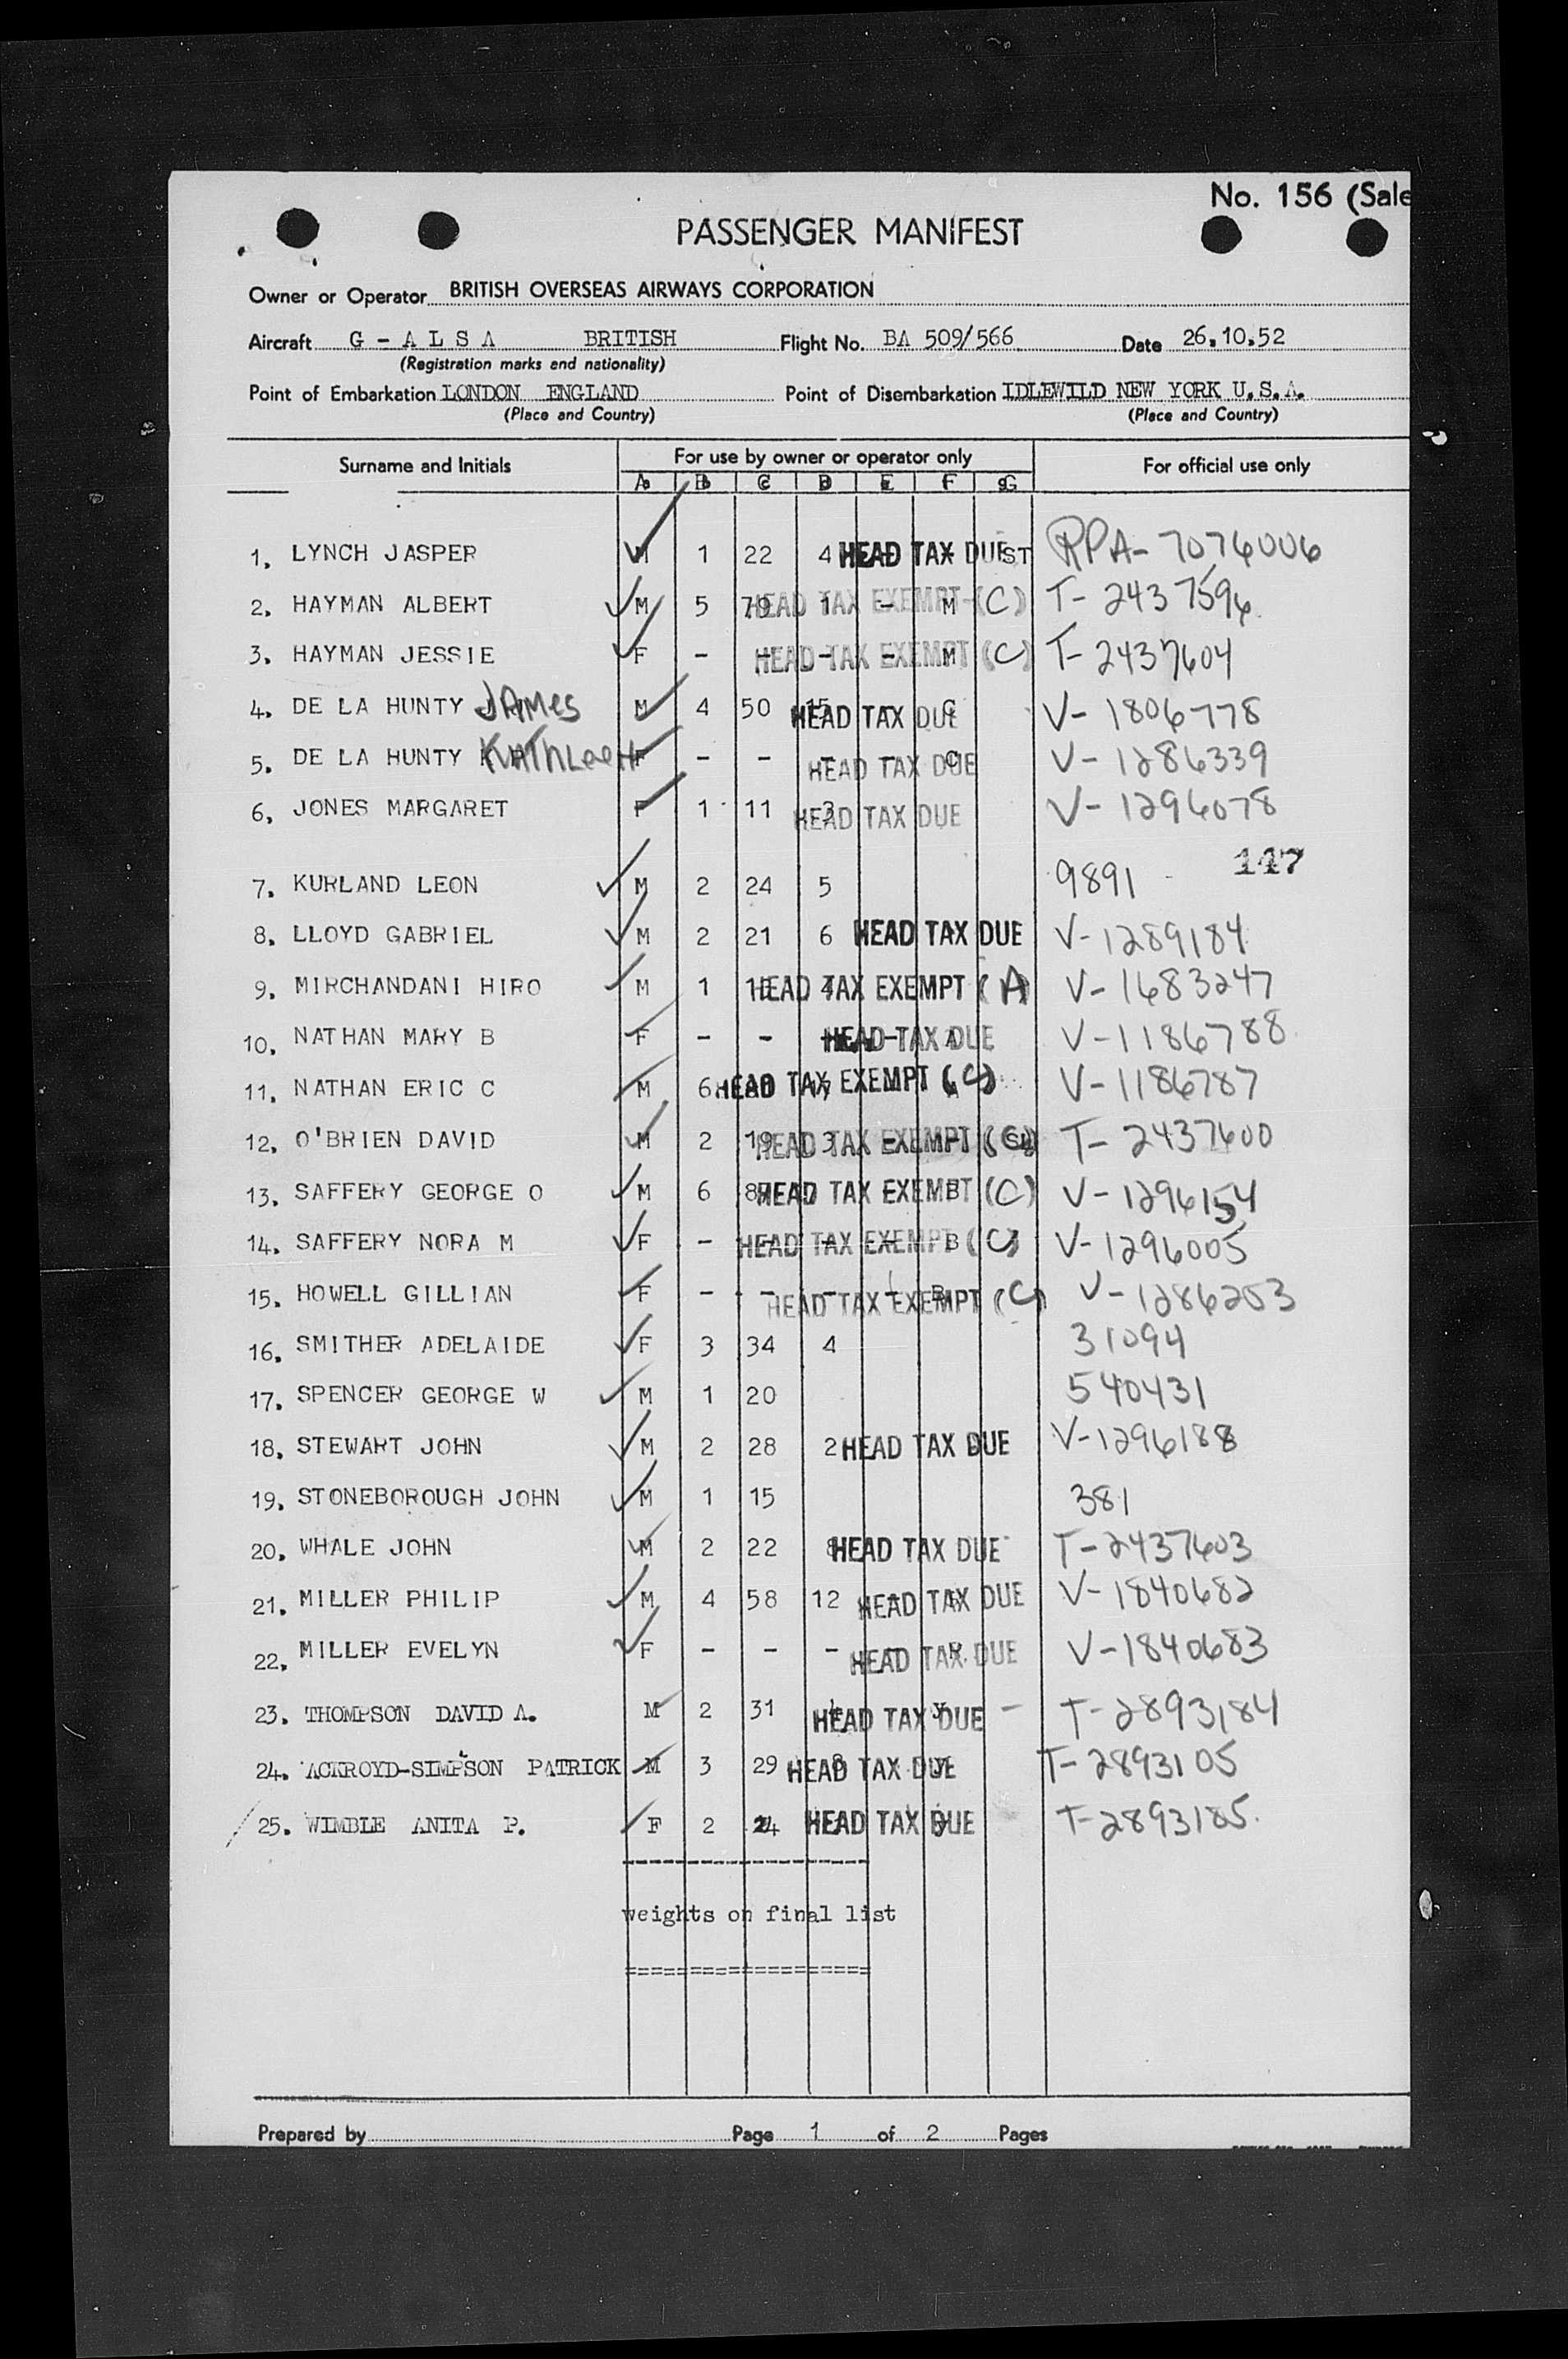 No. 156 (Sale
PASSENGER MANIFEST
Owner or Operator BRITISH OVERSEAS AIRWAYS CORPORATION
Aircraft G - A L S A BRITISH Flight No. BA 509/566 Date 26.10.52
(Registration marks and nationality)
Point of Embarkation LONDON ENGLAND Point of Disembarkation IDLEWILD NEW YORK U.S.A.
(Place and Country) (Place and Country)
Surname and Initials For use by owner or operator only For official use only
A B C D E F G
1. LYNCH JASPER M 1 22 4 HEAD TAX DUE ST RPA- 7076006
2. HAYMAN ALBERT M 5 79 1 HEAD TAX EXEMPT - M (C) T- 2437596
3. HAYMAN JESSIE F - - - HEAD TAX EXEMPT - M (C) T- 2437604
4. DE LA HUNTY JAMES M 4 50 15 HEAD TAX DUE C V- 1806778
5. DE LA HUNTY KATHLEEN F - - - HEAD TAX DUE C V- 1286339
6. JONES MARGARET F 1 11 3 HEAD TAX DUE V- 1296078
147
7. KURLAND LEON M 2 24 5 9891
8. LLOYD GABRIEL M 2 21 6 HEAD TAX DUE V- 1289184
9. MIRCHANDANI HIRO M 1 4 HEAD TAX EXEMPT (A) V- 1683247
10. NATHAN MARY B F - - HEAD TAX DUE V- 1186788
11. NATHAN ERIC C M 6 HEAD TAX EXEMPT (C) V- 1186787
12. O'BRIEN DAVID M 2 19 3 HEAD TAX EXEMPT (C) T- 2437600
13. SAFFERY GEORGE O M 6 HEAD TAX EXEMPT B (C) V- 1296154
14. SAFFERY NORA M F - - - HEAD TAX EXEMPT B (C) V- 1296005
15. HOWELL GILLIAN F - - - HEAD TAX EXEMPT B (C) V- 1286253
16. SMITHER ADELAIDE F 3 34 4 31094
17. SPENCER GEORGE W M 1 20 540431
18. STEWART JOHN M 2 28 2 HEAD TAX DUE V- 1296188
19. STONEBOROUGH JOHN M 1 15 381
20. WHALE JOHN M 2 22 8 HEAD TAX DUE T- 2437603
21. MILLER PHILIP M 4 58 12 HEAD TAX DUE V- 1840682
22. MILLER EVELYN F - - - HEAD TAX DUE V- 1840683
23. THOMPSON DAVID A. M 2 31 HEAD TAX DUE - T- 2893184
24. ACKROYD-SIMPSON PATRICK M 3 29 8 HEAD TAX DUE T- 2893105
25. WIMBLE ANITA P. F 2 24 HEAD TAX DUE T- 2893185.
weights on final list
Prepared by Page 1 of 2 Pages